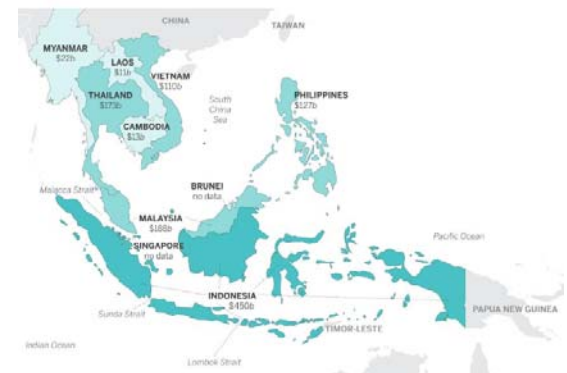 CHINA
TAIWAN
MYANMAR
$22b
LAOS
$11b
VIETNAM
$110b
THAILAND
$173b
PHILIPPINES
$127b
South
China
Sea
CAMBODIA
$13b
BRUNEI
no data
Malacca Strait
MALAYSIA
$188b
Pacific Ocean
SINGAPORE
no data
INDONESIA
$450b
PAPUA NEW GUINEA
Sunda Strait
TIMOR-LESTE
Indian Ocean
Lombok Strait